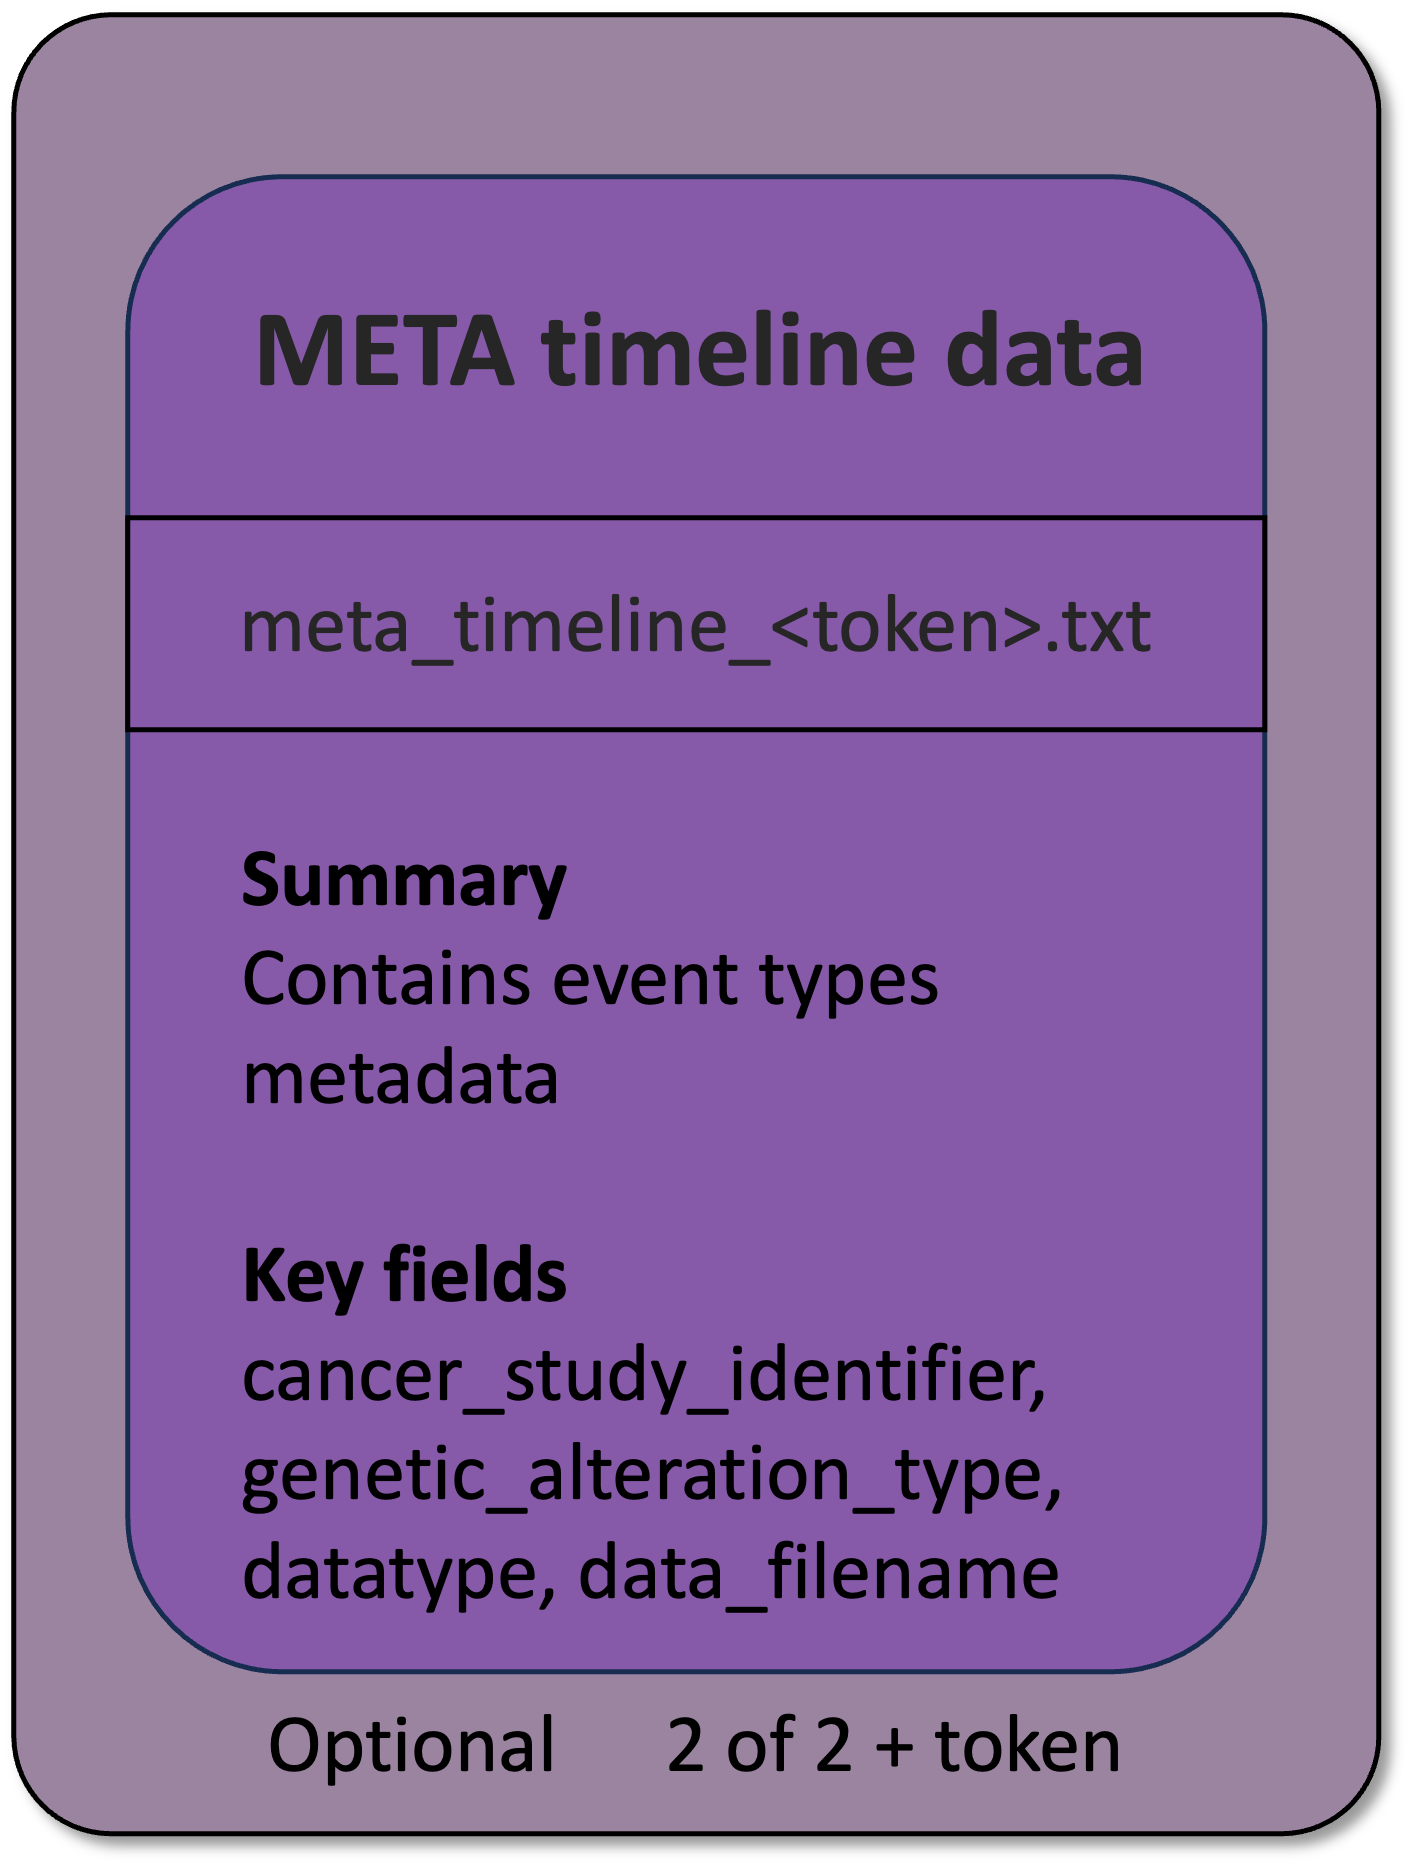 META timeline data
meta_timeline_<token>.txt
Summary
Contains event types
metadata
Key fields
cancer_study_identifier,
genetic_alteration_type,
datatype, data_filename
Optional 2 of 2 + token